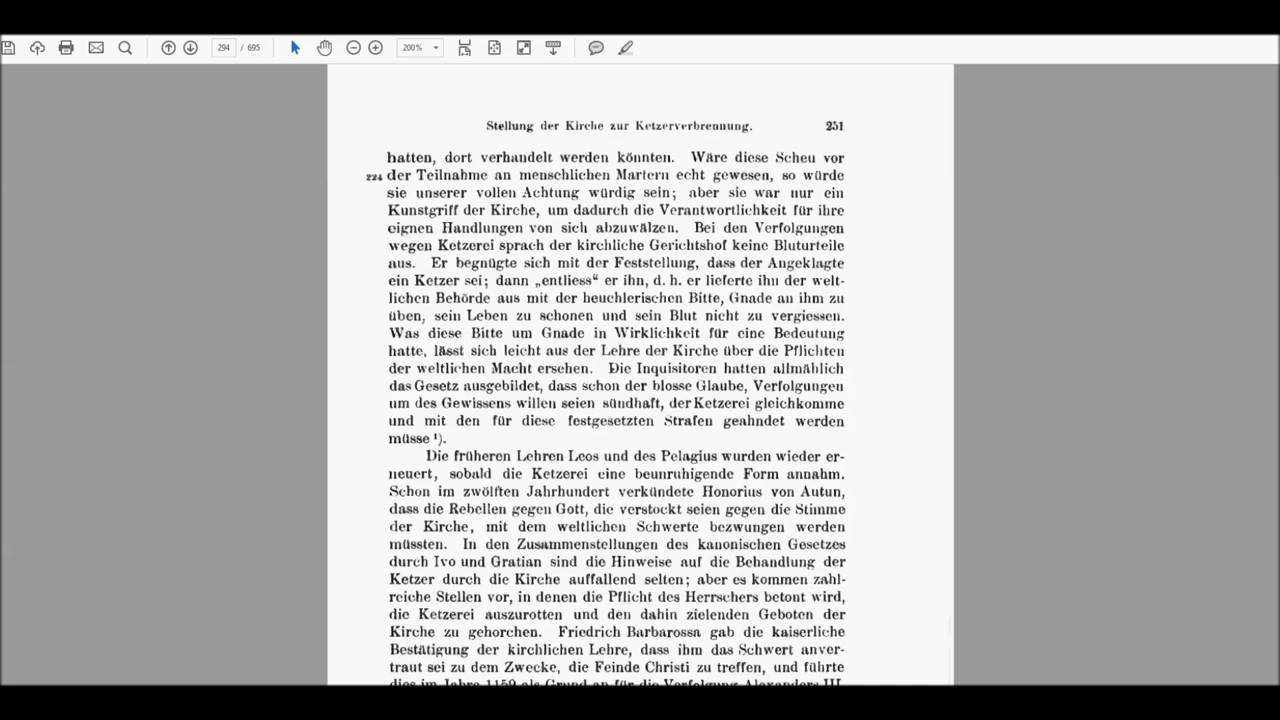 294 / 695
200%
Stellung der Kirche zur Ketzerverbrennung. 251
hatten, dort verhandelt werden könnten. Wäre diese Scheu vor
224 der Teilnahme an menschlichen Martern echt gewesen, so würde
sie unserer vollen Achtung würdig sein; aber sie war nur ein
Kunstgriff der Kirche, um dadurch die Verantwortlichkeit für ihre
eignen Handlungen von sich abzuwälzen. Bei den Verfolgungen
wegen Ketzerei sprach der kirchliche Gerichtshof keine Bluturteile
aus. Er begnügte sich mit der Feststellung, dass der Angeklagte
ein Ketzer sei; dann „entliess“ er ihn, d. h. er lieferte ihn der welt-
lichen Behörde aus mit der heuchlerischen Bitte, Gnade an ihm zu
üben, sein Leben zu schonen und sein Blut nicht zu vergiessen.
Was diese Bitte um Gnade in Wirklichkeit für eine Bedeutung
hatte, lässt sich leicht aus der Lehre der Kirche über die Pflichten
der weltlichen Macht ersehen. Die Inquisitoren hatten allmählich
das Gesetz ausgebildet, dass schon der blosse Glaube, Verfolgungen
um des Gewissens willen seien sündhaft, der Ketzerei gleichkomme
und mit den für diese festgesetzten Strafen geahndet werden
müsse ¹).
Die früheren Lehren Leos und des Pelagius wurden wieder er-
neuert, sobald die Ketzerei eine beunruhigende Form annahm.
Schon im zwölften Jahrhundert verkündete Honorius von Autun,
dass die Rebellen gegen Gott, die verstockt seien gegen die Stimme
der Kirche, mit dem weltlichen Schwerte bezwungen werden
müssten. In den Zusammenstellungen des kanonischen Gesetzes
durch Ivo und Gratian sind die Hinweise auf die Behandlung der
Ketzer durch die Kirche auffallend selten; aber es kommen zahl-
reiche Stellen vor, in denen die Pflicht des Herrschers betont wird,
die Ketzerei auszurotten und den dahin zielenden Geboten der
Kirche zu gehorchen. Friedrich Barbarossa gab die kaiserliche
Bestätigung der kirchlichen Lehre, dass ihm das Schwert anver-
traut sei zu dem Zwecke, die Feinde Christi zu treffen, und führte
dies im Jahre 1159 als Grund an für die Verfolgung Alexanders III.